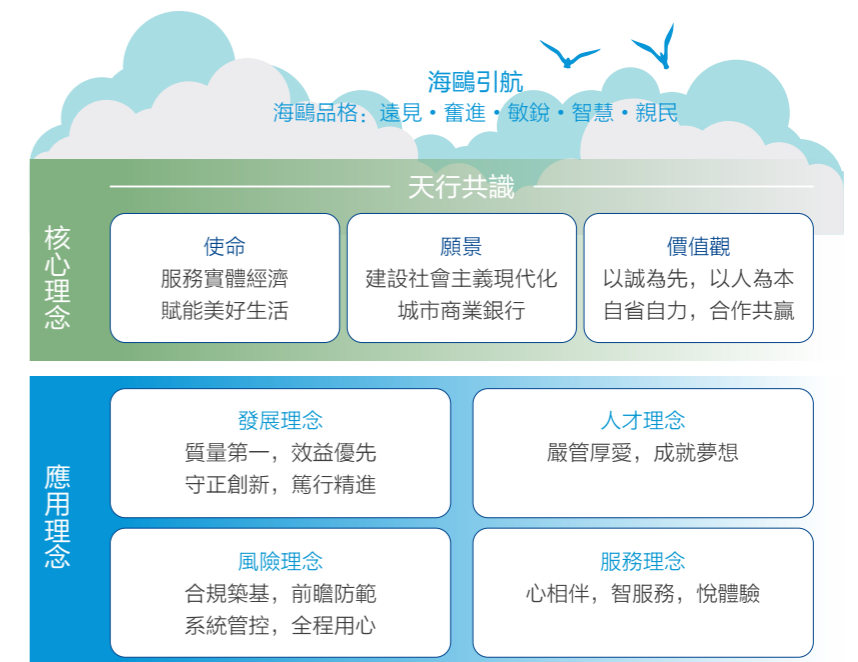 海鷗引航
海鷗品格：遠見・奮進・敏銳・智慧・親民
天行共識
核心理念
使命
服務實體經濟
賦能美好生活
願景
建設社會主義現代化
城市商業銀行
價值觀
以誠為先，以人為本
自省自力，合作共贏
應用理念
發展理念
質量第一，效益優先
守正創新，篤行精進
人才理念
嚴管厚愛，成就夢想
風險理念
合規築基，前瞻防範
系統管控，全程用心
服務理念
心相伴，智服務，悅體驗